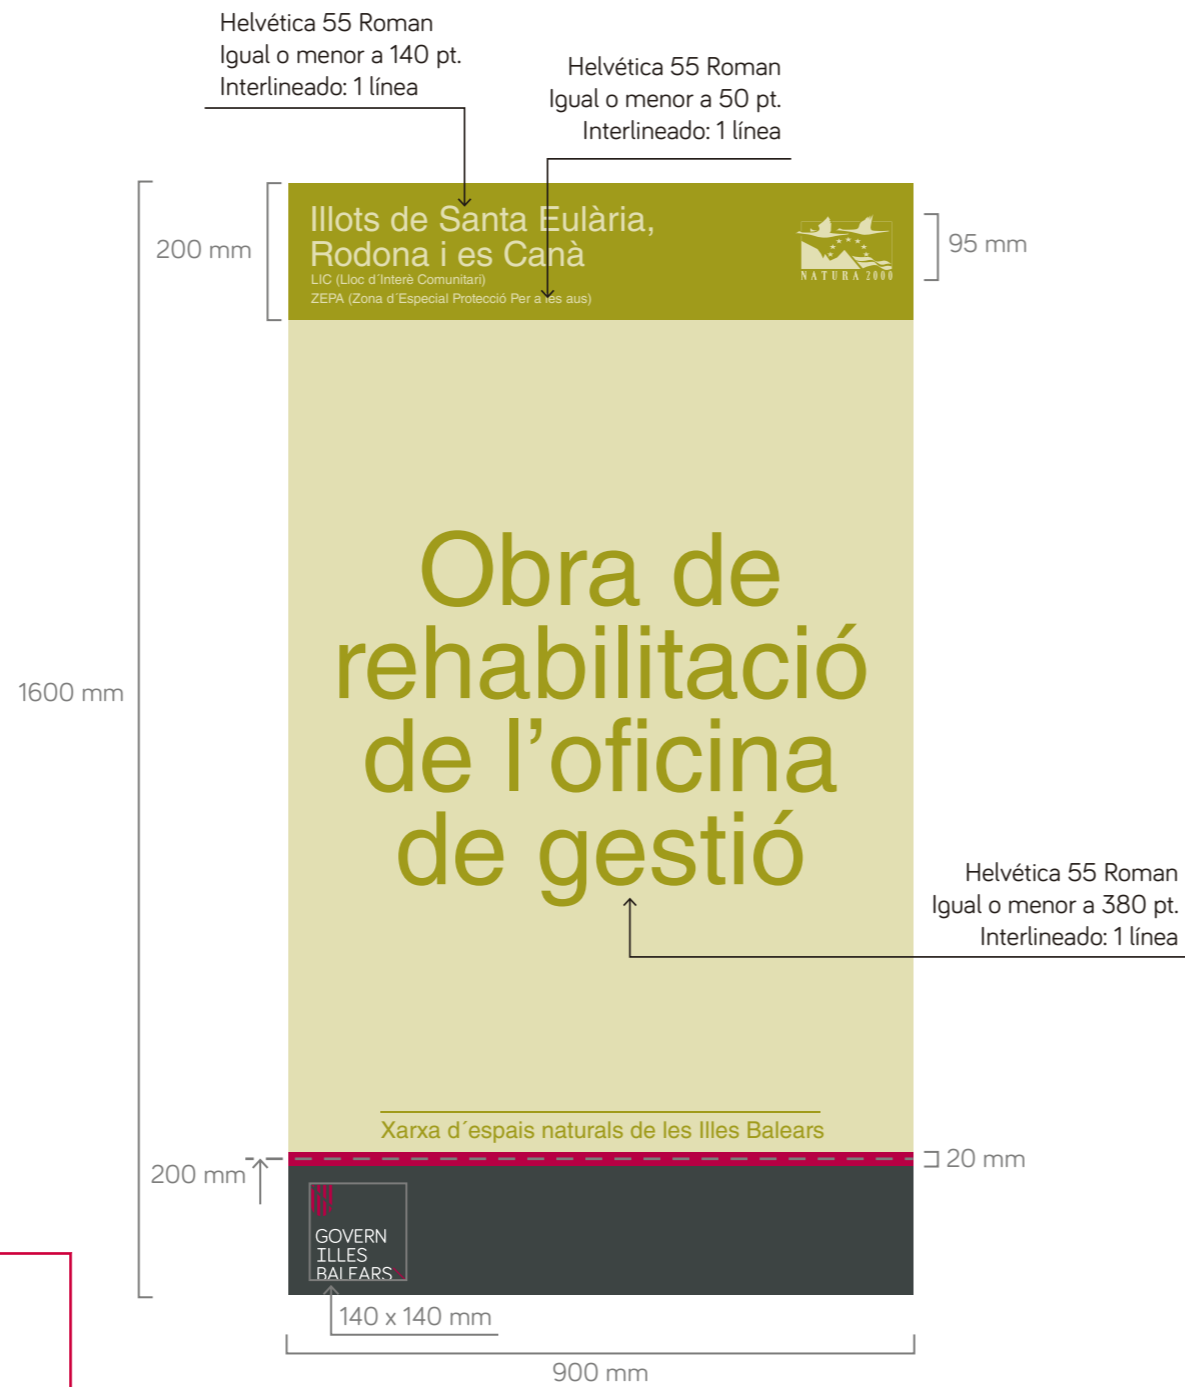 Helvética 55 Roman
Igual o menor a 140 pt.
Interlineado: 1 línea
Helvética 55 Roman
Igual o menor a 50 pt.
Interlineado: 1 línea
200 mm
Illots de Santa Eulària,
Rodona i es Canà
LIC (Lloc d´Interè Comunitari)
ZEPA (Zona d´Especial Protecció Per a les aus)
NATURA 2000
95 mm
1600 mm
Obra de
rehabilitació
de l’oficina
de gestió
Helvética 55 Roman
Igual o menor a 380 pt.
Interlineado: 1 línea
Xarxa d´espais naturals de les Illes Balears
200 mm
20 mm
GOVERN
ILLES
BALEARS
140 x 140 mm
900 mm